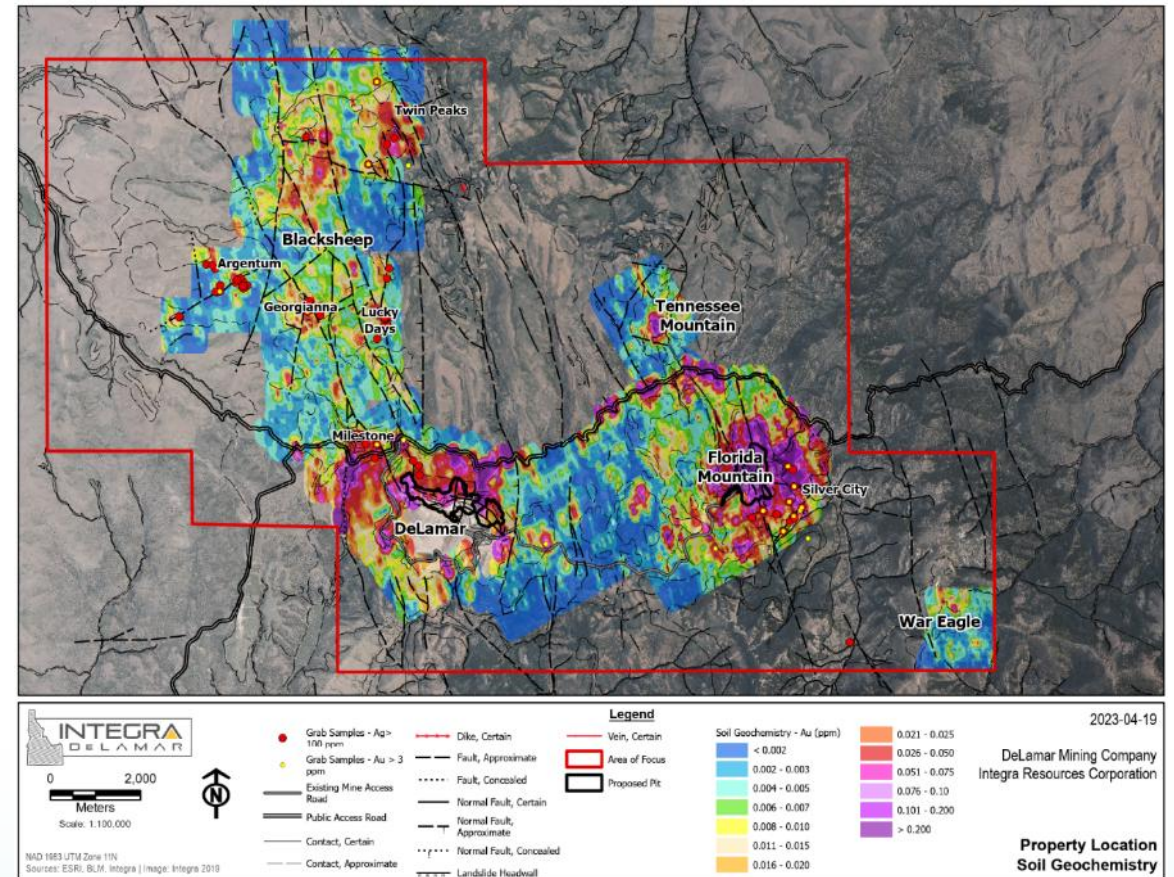 Twin Peaks
Blacksheep
Argentum
Georgianna
Lucky
Days
Tennessee
Mountain
Milestone
Florida
Mountain
Silver City
DeLamar
War Eagle
INTEGRA
DELAMAR
0 2,000
Meters
Scale: 1:100,000
N
NAD 1983 UTM Zone 11N
Sources: ESRI, BLM, Integra | Image: Integra 2019
Legend
Grab Samples - Ag>
100 ppm
Grab Samples - Au > 3
ppm
Existing Mine Access
Road
Public Access Road
Contact, Certain
Contact, Approximate
Dike, Certain
Fault, Approximate
Fault, Concealed
Normal Fault, Certain
Normal Fault,
Approximate
Normal Fault, Concealed
Landslide Headwall
Vein, Certain
Area of Focus
Proposed Pit
Soil Geochemistry - Au (ppm)
< 0.002
0.002 - 0.003
0.004 - 0.005
0.006 - 0.007
0.008 - 0.010
0.011 - 0.015
0.016 - 0.020
0.021 - 0.025
0.026 - 0.050
0.051 - 0.075
0.076 - 0.10
0.101 - 0.200
> 0.200
2023-04-19
DeLamar Mining Company
Integra Resources Corporation
Property Location
Soil Geochemistry